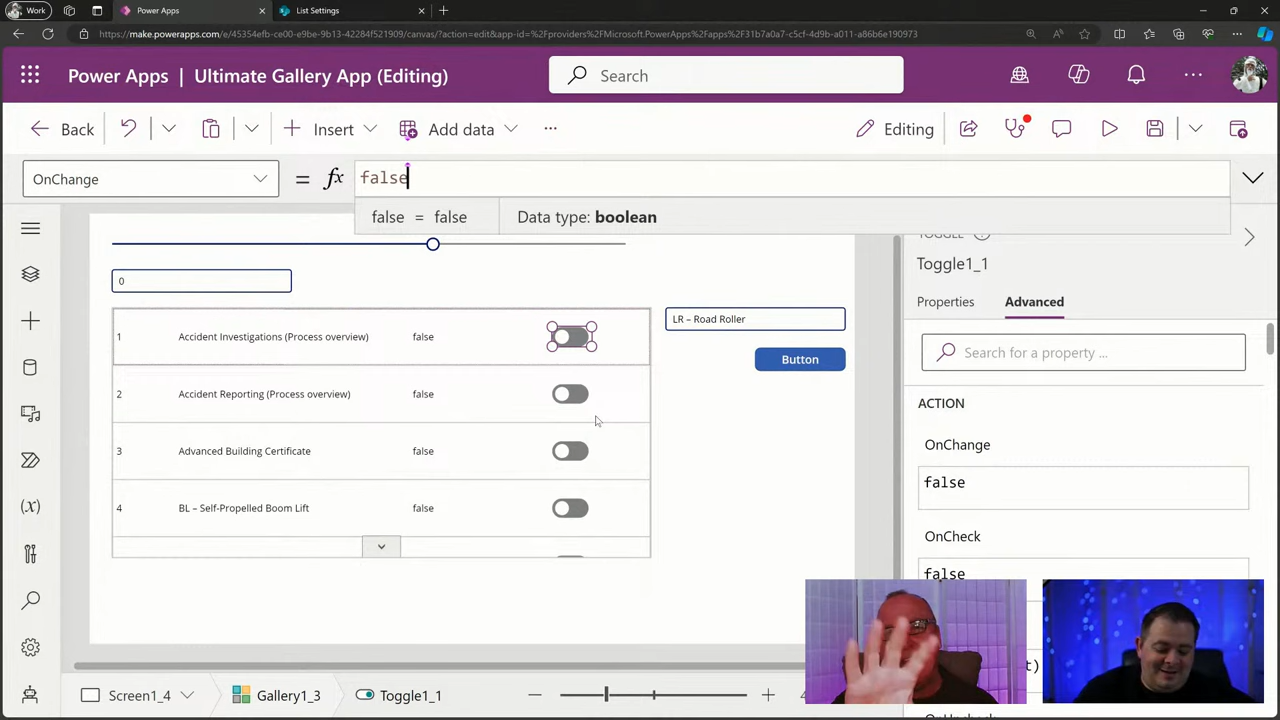 Work
Power Apps
List Settings
https://make.powerapps.com/e/45354efb-ce00-e9be-9b13-42284f521909/canvas/?action=edit&app-id=%2Fproviders%2FMicrosoft.PowerApps%2Fapps%2F31b7a0a7-c5cf-4d9b-a011-a86b6e190973
Power Apps | Ultimate Gallery App (Editing)
Search
Back
Insert
Add data
Editing
OnChange
= fx
false
false = false
Data type: boolean
0
1 Accident Investigations (Process overview) false
2 Accident Reporting (Process overview) false
3 Advanced Building Certificate false
4 BL – Self-Propelled Boom Lift false
LR – Road Roller
Button
Toggle1_1
Properties
Advanced
Search for a property ...
ACTION
OnChange
false
OnCheck
false
Screen1_4
Gallery1_3
Toggle1_1